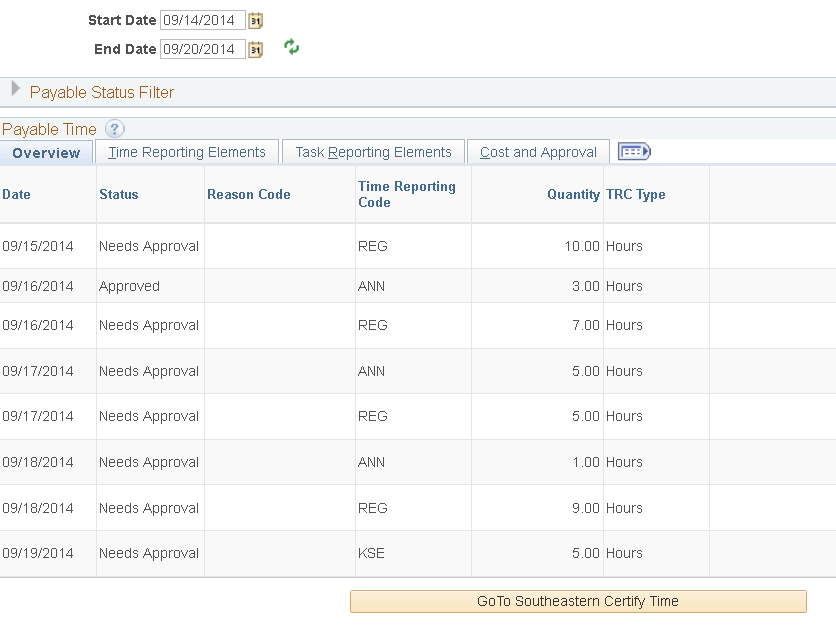 Start Date 09/14/2014 31
End Date 09/20/2014 31
Payable Status Filter
Payable Time ?
Overview Time Reporting Elements Task Reporting Elements Cost and Approval
Date Status Reason Code Time Reporting Code Quantity TRC Type
09/15/2014 Needs Approval REG 10.00 Hours
09/16/2014 Approved ANN 3.00 Hours
09/16/2014 Needs Approval REG 7.00 Hours
09/17/2014 Needs Approval ANN 5.00 Hours
09/17/2014 Needs Approval REG 5.00 Hours
09/18/2014 Needs Approval ANN 1.00 Hours
09/18/2014 Needs Approval REG 9.00 Hours
09/19/2014 Needs Approval KSE 5.00 Hours
GoTo Southeastern Certify Time